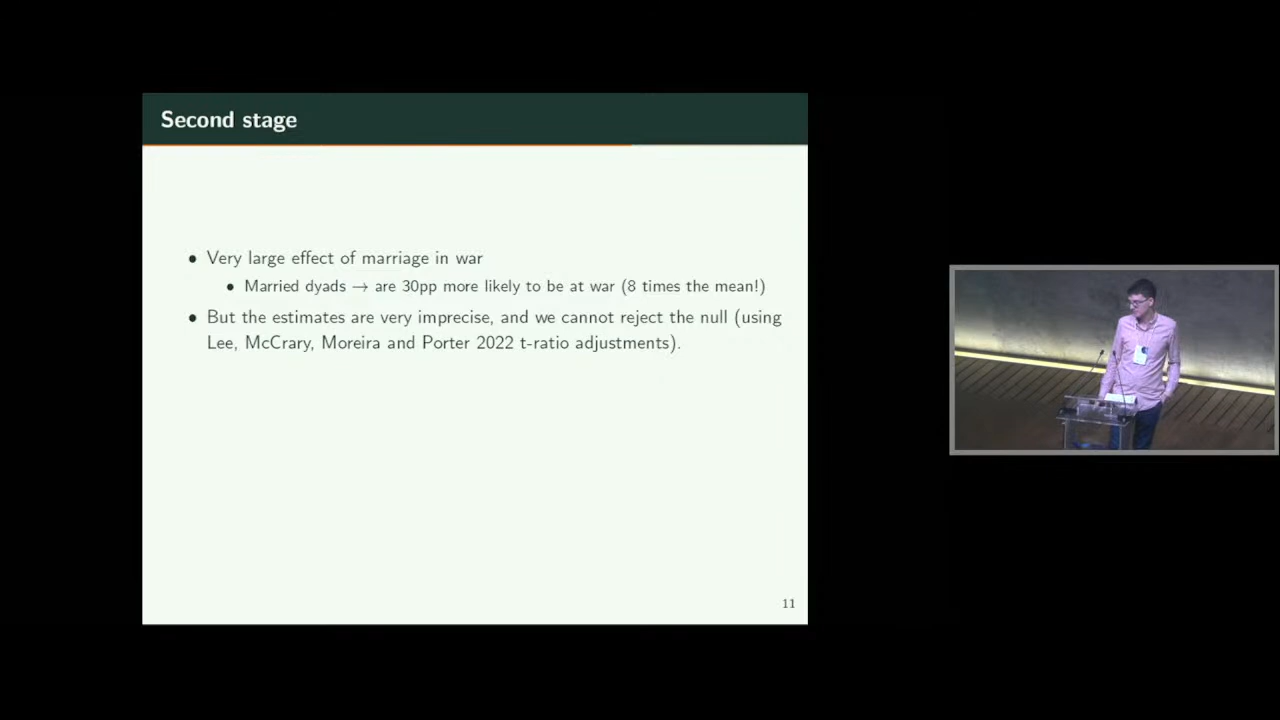 Second stage
• Very large effect of marriage in war
• Married dyads → are 30pp more likely to be at war (8 times the mean!)
• But the estimates are very imprecise, and we cannot reject the null (using
Lee, McCrary, Moreira and Porter 2022 t-ratio adjustments).
11